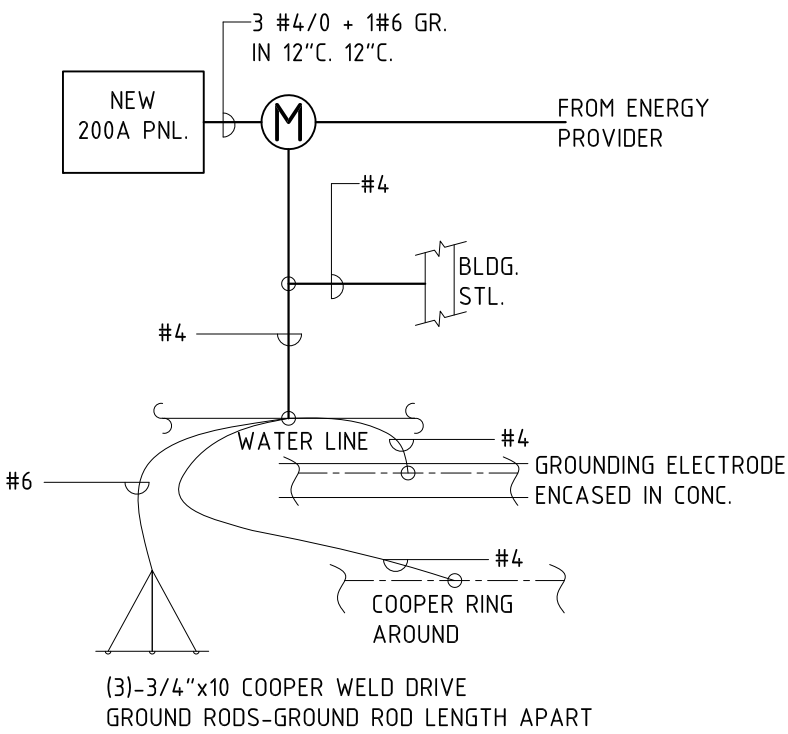 3 #4/0 + 1#6 GR.
IN 12"C. 12"C.
NEW
200A PNL.
M
FROM ENERGY
PROVIDER
#4
BLDG.
STL.
#4
WATER LINE
#4
GROUNDING ELECTRODE
ENCASED IN CONC.
#6
#4
COOPER RING
AROUND
(3)-3/4"x10 COOPER WELD DRIVE
GROUND RODS-GROUND ROD LENGTH APART